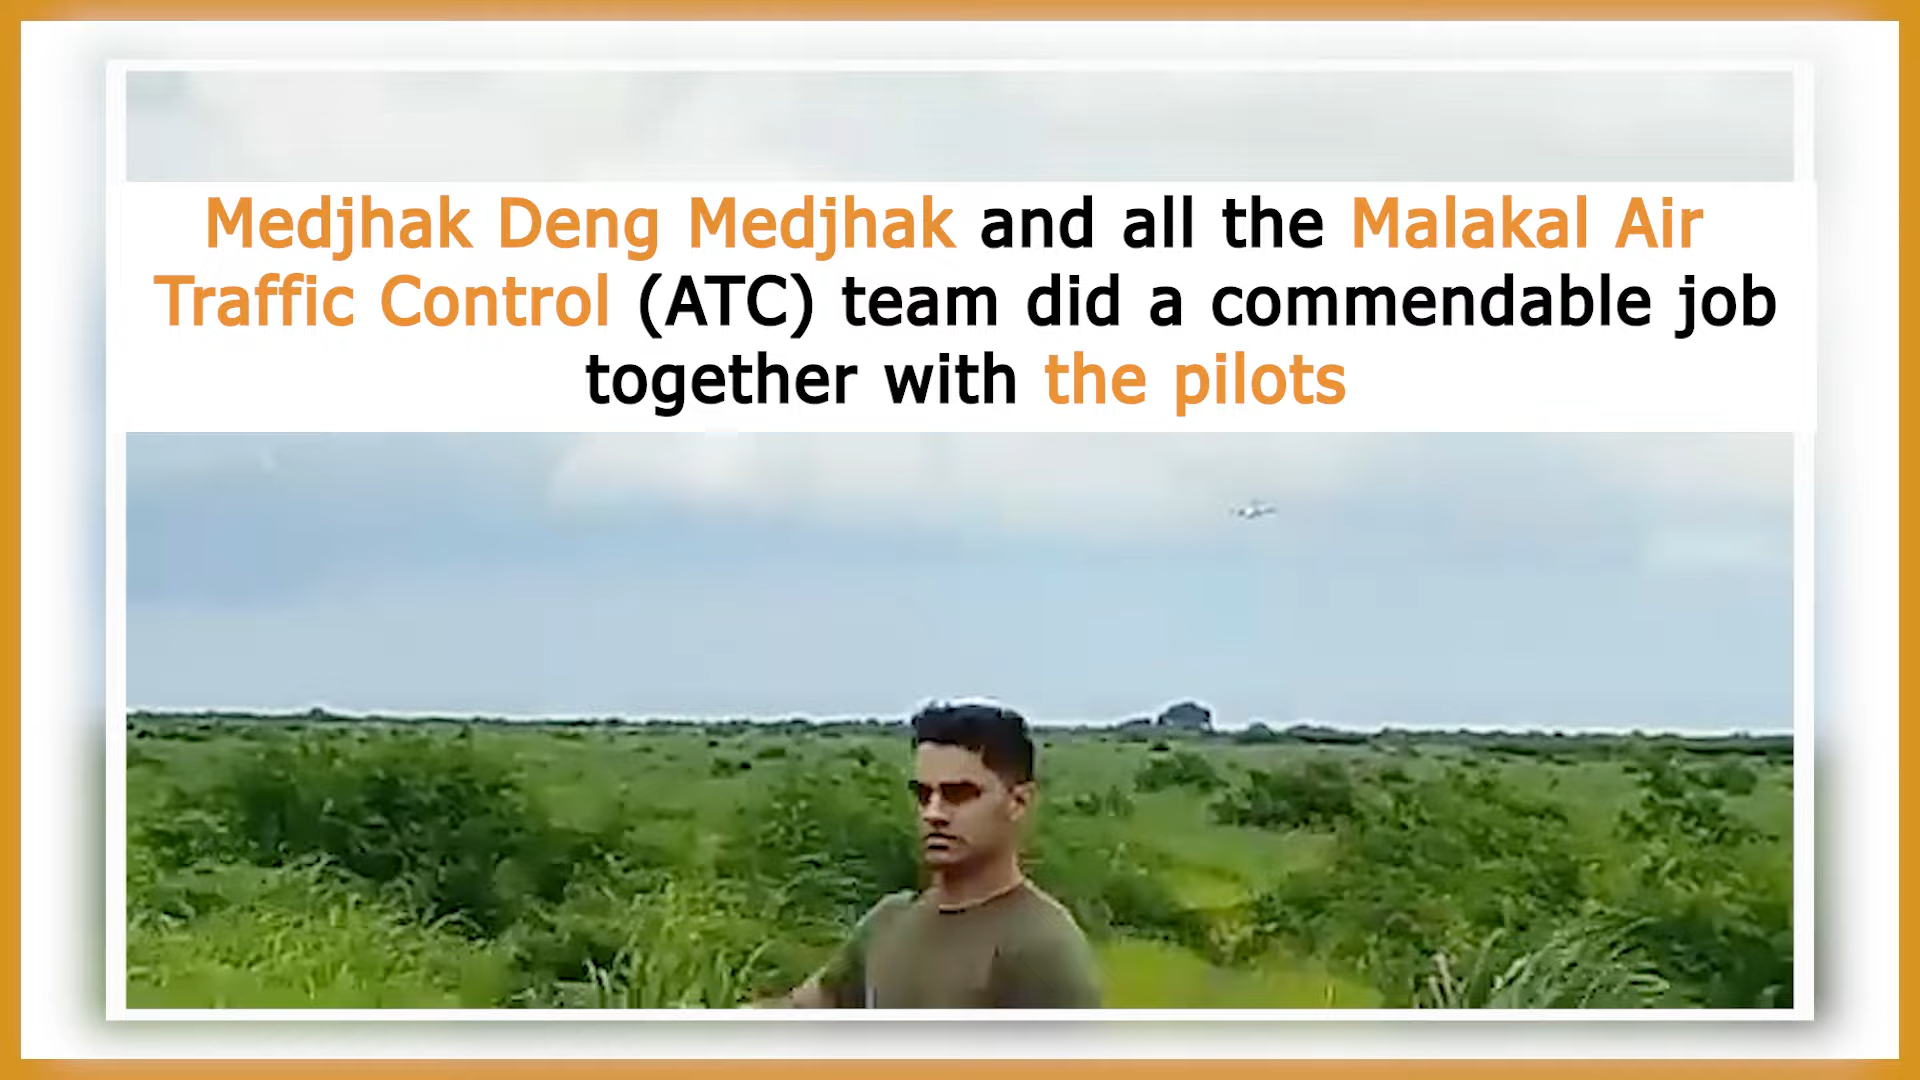 Medjhak Deng Medjhak and all the Malakal Air
Traffic Control (ATC) team did a commendable job
together with the pilots